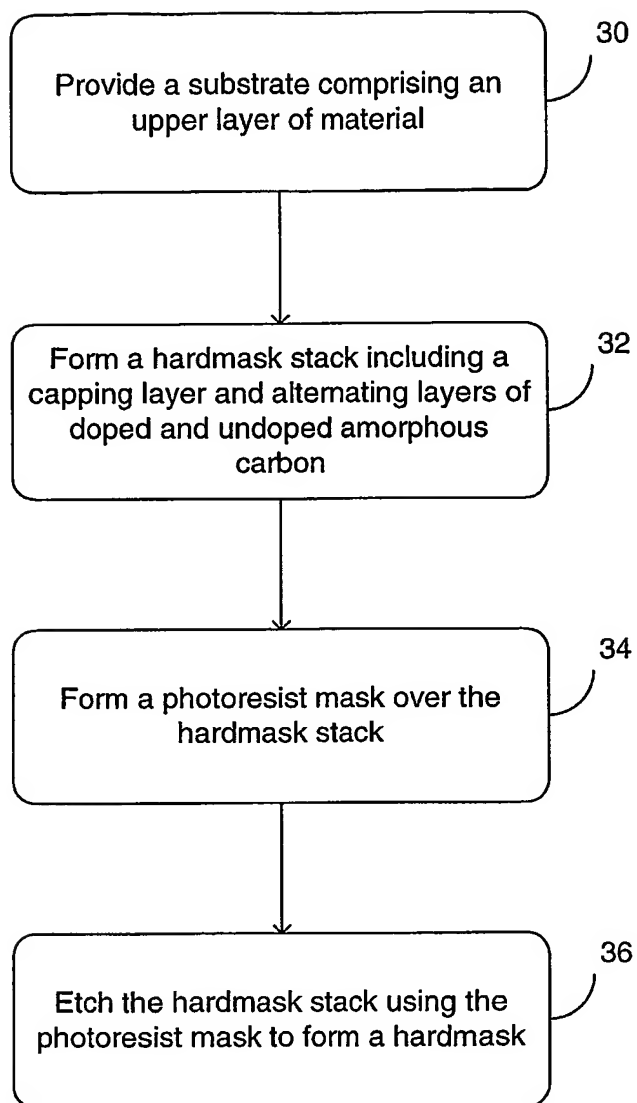 30
Provide a substrate comprising an
upper layer of material
32
Form a hardmask stack including a
capping layer and alternating layers of
doped and undoped amorphous
carbon
34
Form a photoresist mask over the
hardmask stack
36
Etch the hardmask stack using the
photoresist mask to form a hardmask